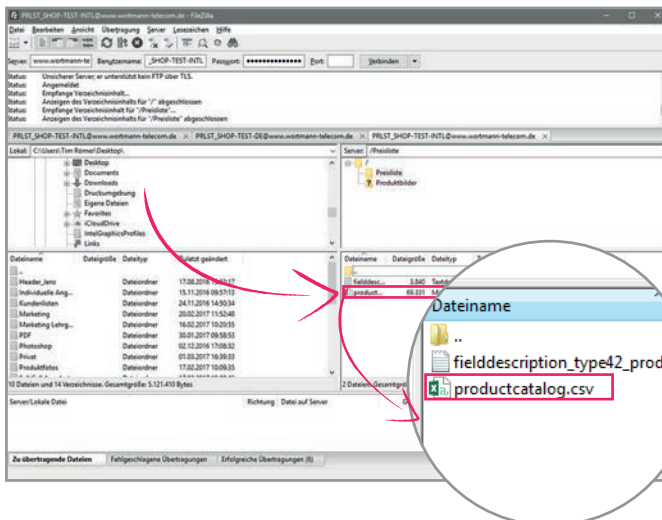 PRLST_SHOP-TEST-INTL@www.wortmann-telecom.de - FileZilla
Datei Bearbeiten Ansicht Übertragung Server Lesezeichen Hilfe
Server: www.wortmann-te Benutzername: _SHOP-TEST-INTL Passwort: Port: Verbinden
Status: Unsicherer Server; er unterstützt kein FTP über TLS.
Status: Angemeldet
Status: Empfange Verzeichnisinhalt...
Status: Anzeigen des Verzeichnisinhalts für "/" abgeschlossen
Status: Empfange Verzeichnisinhalt für "/Preisliste"...
Status: Anzeigen des Verzeichnisinhalts für "/Preisliste" abgeschlossen
PRLST_SHOP-TEST-INTL@www.wortmann-telecom.de PRLST_SHOP-TEST-DE@www.wortmann-telecom.de PRLST_SHOP-TEST-INTL@www.wortmann-telecom.de
Lokal: C:\Users\Tim Römer\Desktop\ Server: /Preisliste
Desktop /
Documents Preisliste
Downloads Produktbilder
Druckumgebung
Eigene Dateien
Favorites
iCloudDrive
IntelGraphicsProfiles
Links
Dateiname Dateigröße Dateityp Zuletzt geändert Dateiname Dateigröße Dateityp
.. ..
Header_Jens Dateiordner 17.08.2016 fielddesc... 3.840
Individuelle Ang... Dateiordner 15.11.2016 09:57:11 product... 69.331
Kundenlisten Dateiordner 24.11.2016 14:50:34
Marketing Dateiordner 20.02.2017 11:52:48
Marketing Lehrg... Dateiordner 16.02.2017 10:20:55
PDF Dateiordner 30.01.2017 09:58:53
Photoshop Dateiordner 02.12.2016 17:08:32
Privat Dateiordner 01.03.2017 16:39:33
Produktfotos Dateiordner 17.02.2017 10:09:35
10 Dateien und 14 Verzeichnisse. Gesamtgröße: 5.121.410 Bytes 2 Dateien. Gesamtgrö
Server/Lokale Datei Richtung Datei auf Server
Zu übertragende Dateien Fehlgeschlagene Übertragungen Erfolgreiche Übertragungen (6)
Dateiname
..
fielddescription_type42_prod
productcatalog.csv